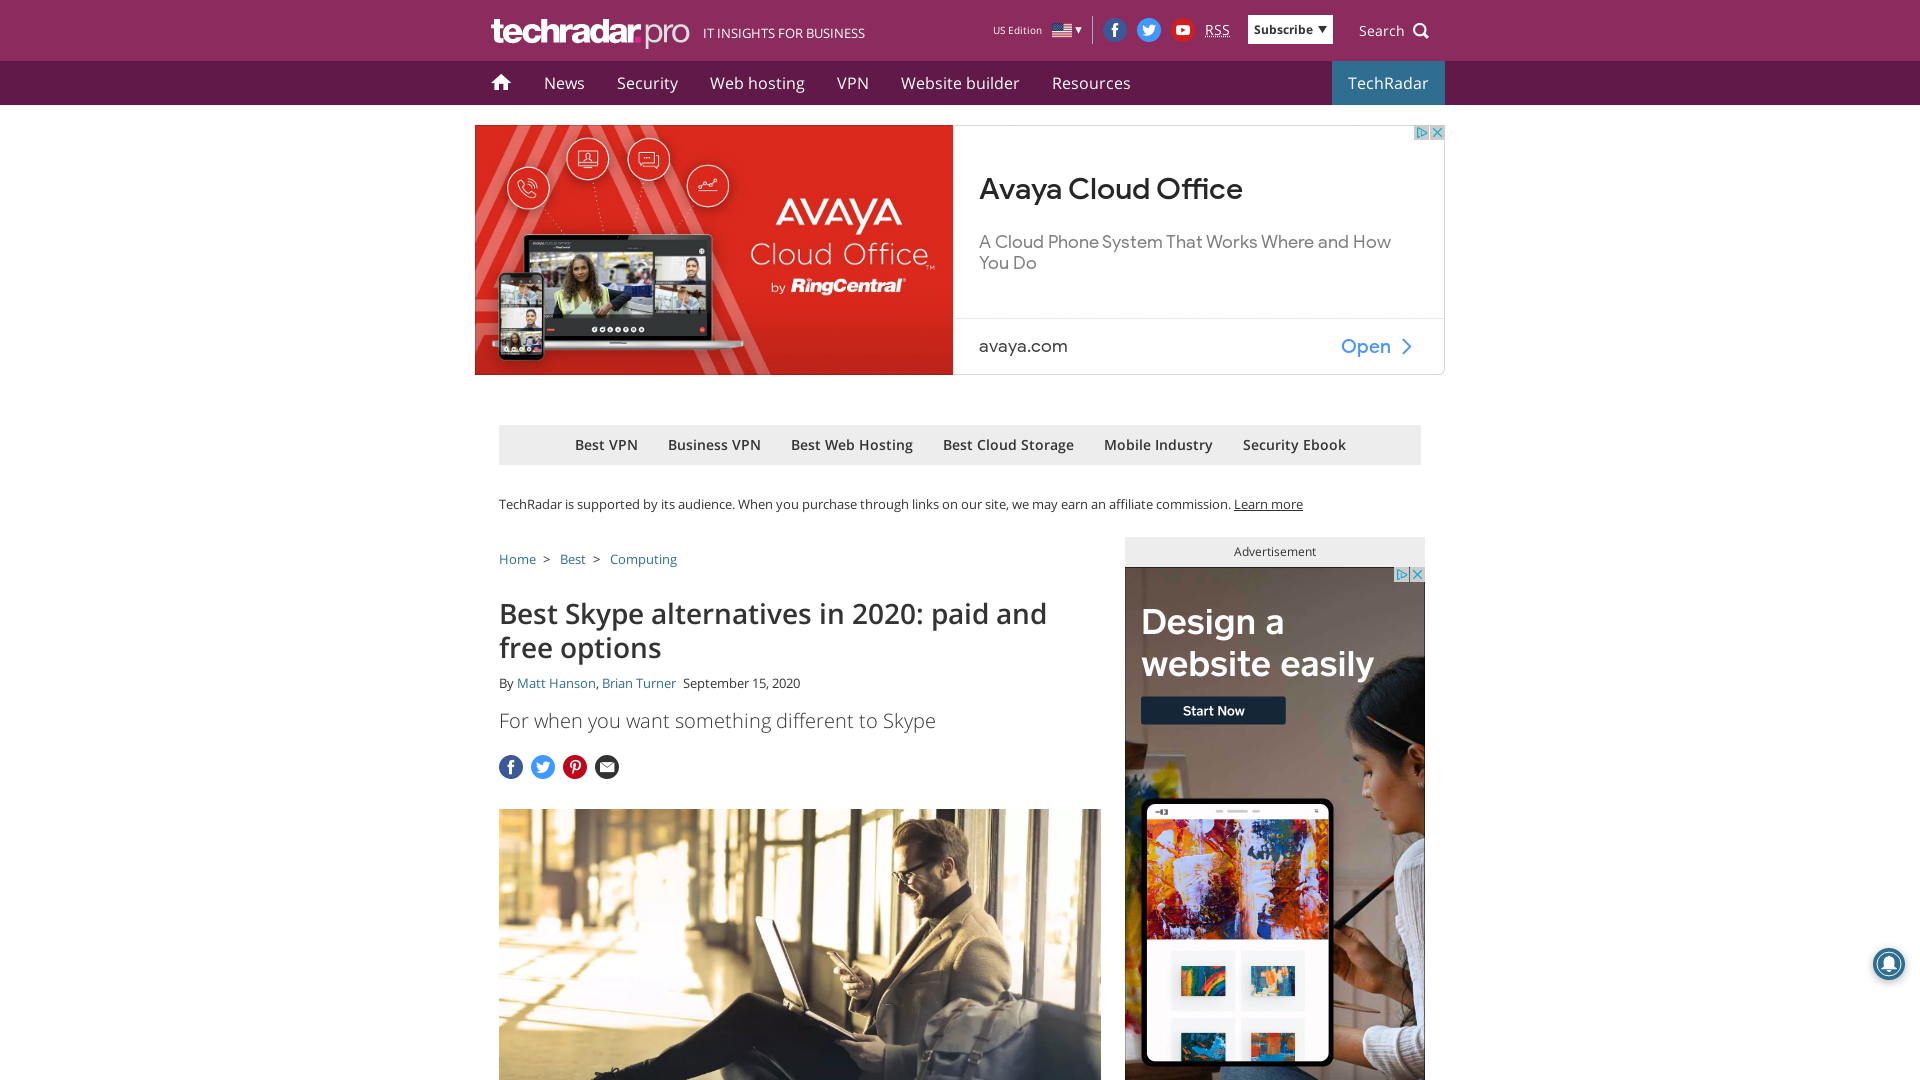 techradar.pro IT INSIGHTS FOR BUSINESS
US Edition
RSS
Subscribe
Search
News
Security
Web hosting
VPN
Website builder
Resources
TechRadar
AVAYA
Cloud Office™
by RingCentral
Avaya Cloud Office
A Cloud Phone System That Works Where and How
You Do
avaya.com
Open
Best VPN
Business VPN
Best Web Hosting
Best Cloud Storage
Mobile Industry
Security Ebook
TechRadar is supported by its audience. When you purchase through links on our site, we may earn an affiliate commission. Learn more
Home > Best > Computing
Best Skype alternatives in 2020: paid and
free options
By Matt Hanson, Brian Turner September 15, 2020
For when you want something different to Skype
Advertisement
Design a
website easily
Start Now